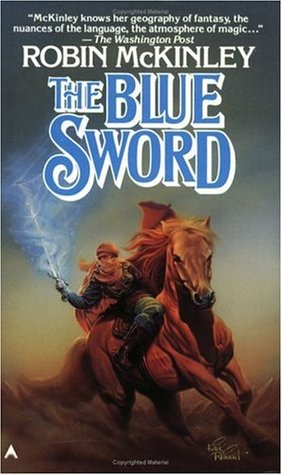 "McKinley knows her geography of fantasy, the
nuances of the language, the atmosphere of magic..."
— The Washington Post
ROBIN McKINLEY
THE BLUE
SWORD